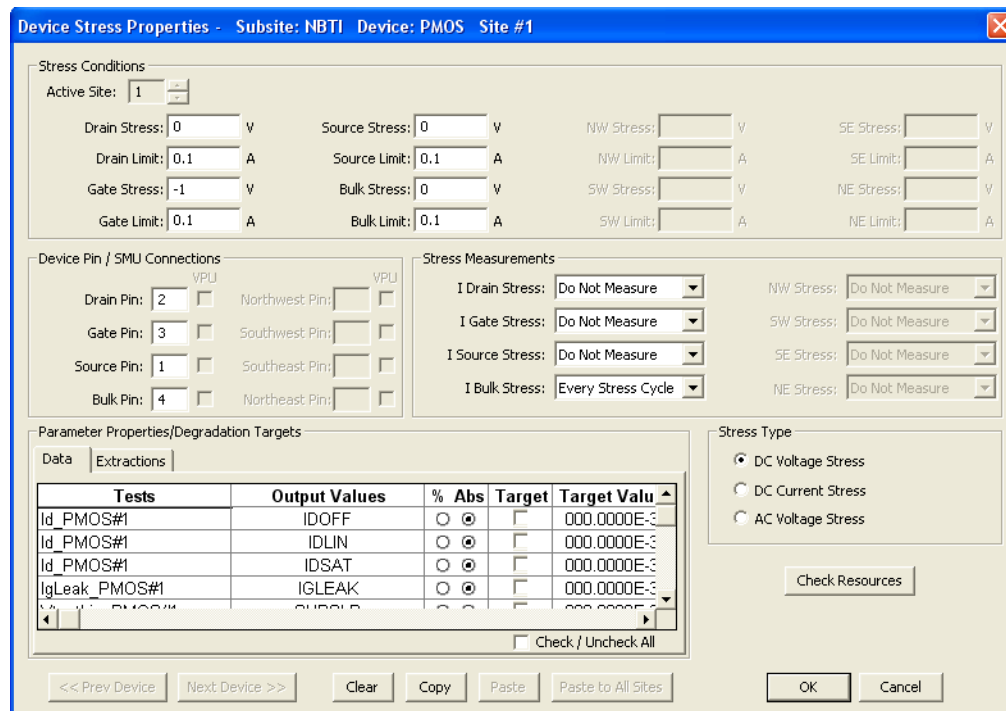 Device Stress Properties -   Subsite: NBTI   Device: PMOS   Site #1
Stress Conditions
Active Site: 1
Drain Stress: 0 V   Source Stress: 0 V   NW Stress: V   SE Stress: V
Drain Limit: 0.1 A   Source Limit: 0.1 A   NW Limit: A   SE Limit: A
Gate Stress: -1 V   Bulk Stress: 0 V   SW Stress: V   NE Stress: V
Gate Limit: 0.1 A   Bulk Limit: 0.1 A   SW Limit: A   NE Limit: A
Device Pin / SMU Connections
VPU   VPU
Drain Pin: 2   Northwest Pin:
Gate Pin: 3   Southwest Pin:
Source Pin: 1   Southeast Pin:
Bulk Pin: 4   Northeast Pin:
Stress Measurements
I Drain Stress: Do Not Measure   NW Stress: Do Not Measure
I Gate Stress: Do Not Measure   SW Stress: Do Not Measure
I Source Stress: Do Not Measure   SE Stress: Do Not Measure
I Bulk Stress: Every Stress Cycle   NE Stress: Do Not Measure
Parameter Properties/Degradation Targets
Data   Extractions
Tests   Output Values   %   Abs   Target   Target Valu
Id_PMOS#1   IDOFF   000.0000E-3
Id_PMOS#1   IDLIN   000.0000E-3
Id_PMOS#1   IDSAT   000.0000E-3
IgLeak_PMOS#1   IGLEAK   000.0000E-3
Check / Uncheck All
Stress Type
DC Voltage Stress
DC Current Stress
AC Voltage Stress
Check Resources
<< Prev Device   Next Device >>   Clear   Copy   Paste   Paste to All Sites   OK   Cancel